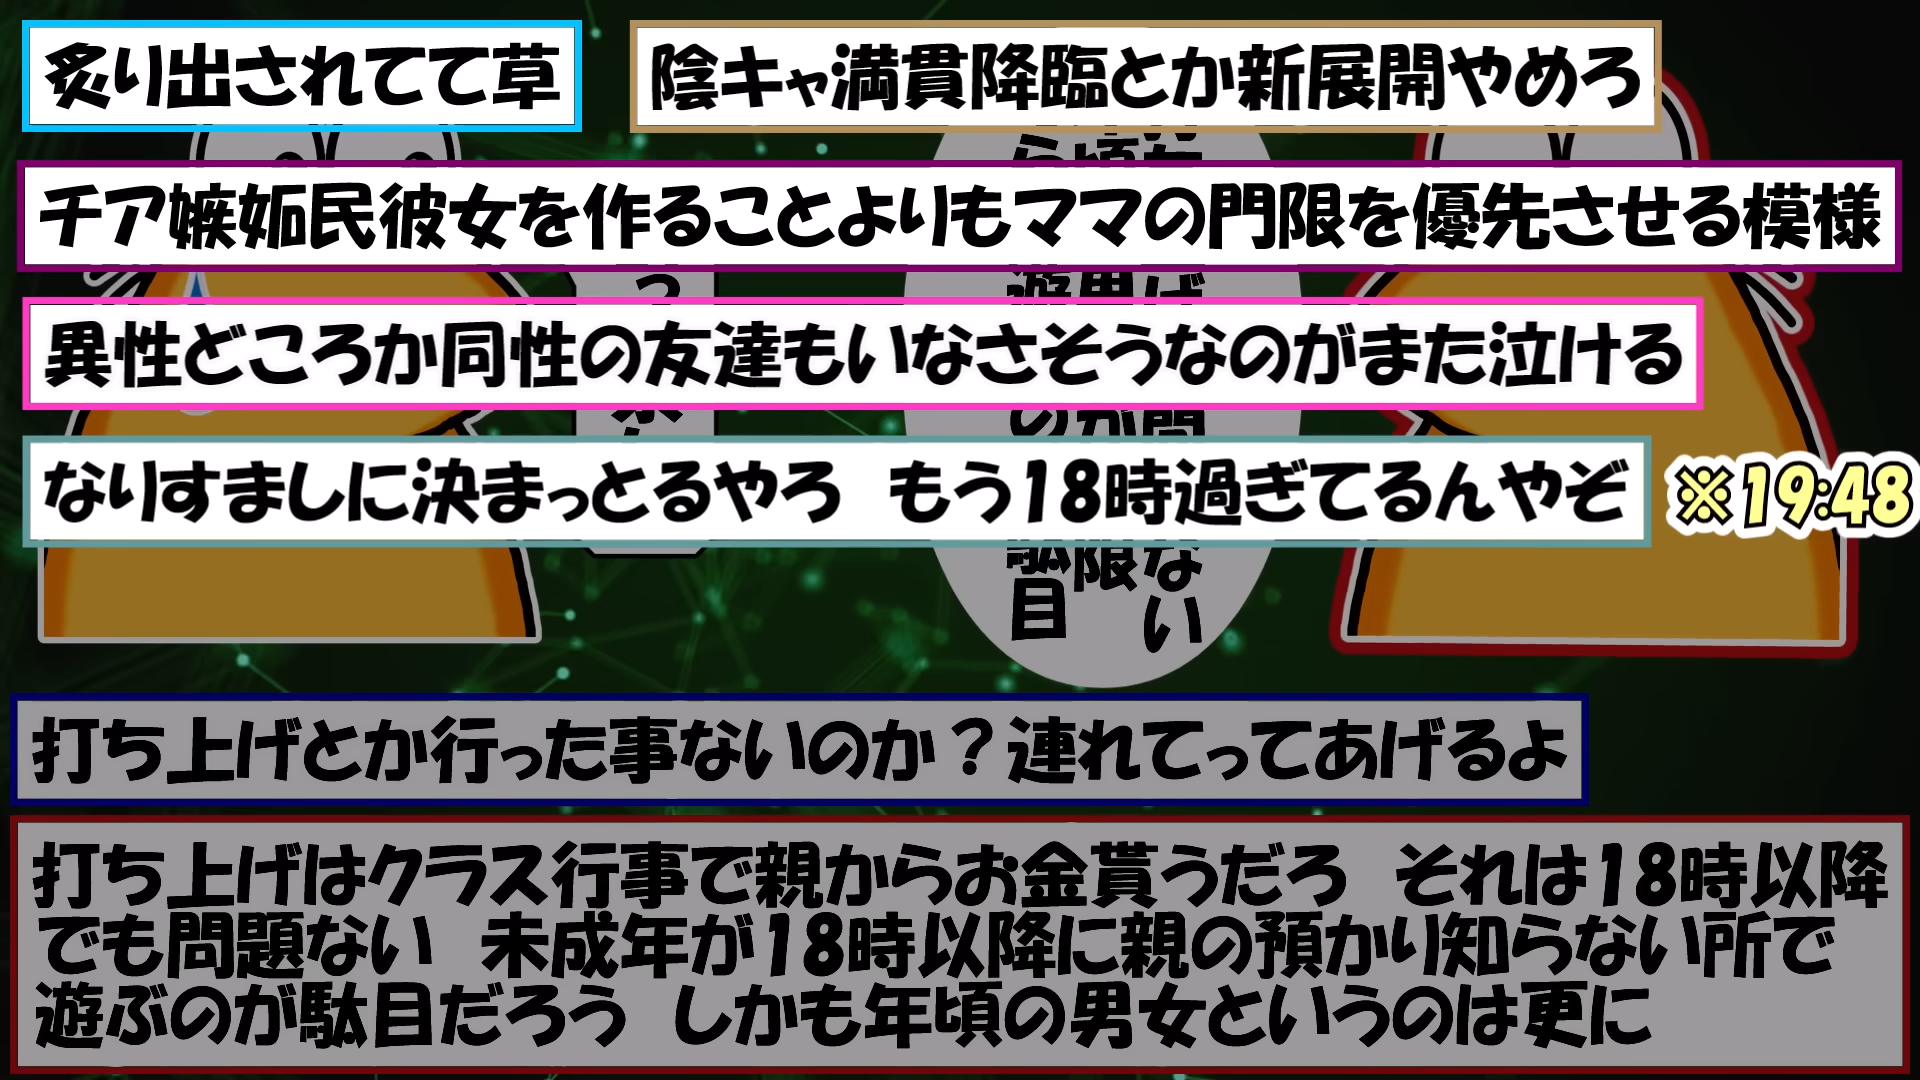 炙り出されてて草
陰キャ満貫降臨とか新展開やめろ
チア嫉妬民彼女を作ることよりもママの門限を優先させる模様
異性どころか同性の友達もいなさそうなのがまた泣ける
なりすましに決まっとるやろ　もう18時過ぎてるんやぞ
※19:48
打ち上げとか行った事ないのか？連れてってあげるよ
打ち上げはクラス行事で親からお金貰うだろ　それは18時以降
でも問題ない　未成年が18時以降に親の預かり知らない所で
遊ぶのが駄目だろう　しかも年頃の男女というのは更に